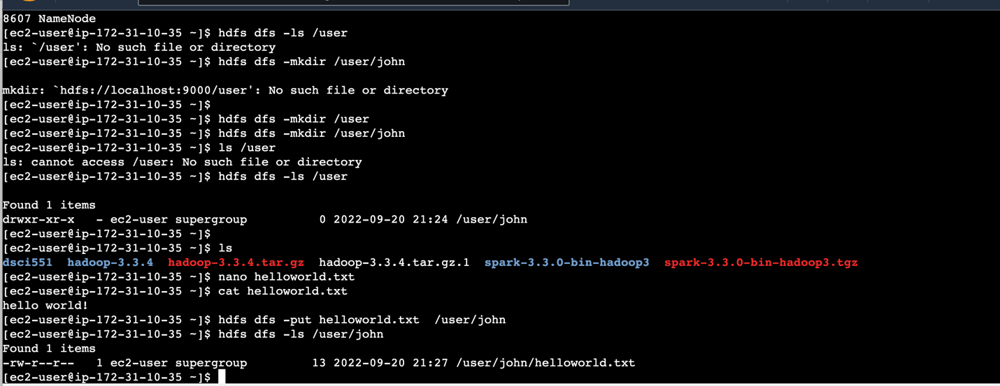 8607 NameNode
[ec2-user@ip-172-31-10-35 ~]$ hdfs dfs -ls /user
ls: `/user': No such file or directory
[ec2-user@ip-172-31-10-35 ~]$ hdfs dfs -mkdir /user/john
mkdir: `hdfs://localhost:9000/user': No such file or directory
[ec2-user@ip-172-31-10-35 ~]$
[ec2-user@ip-172-31-10-35 ~]$ hdfs dfs -mkdir /user
[ec2-user@ip-172-31-10-35 ~]$ hdfs dfs -mkdir /user/john
[ec2-user@ip-172-31-10-35 ~]$ ls /user
ls: cannot access /user: No such file or directory
[ec2-user@ip-172-31-10-35 ~]$ hdfs dfs -ls /user
Found 1 items
drwxr-xr-x   - ec2-user supergroup          0 2022-09-20 21:24 /user/john
[ec2-user@ip-172-31-10-35 ~]$
[ec2-user@ip-172-31-10-35 ~]$ ls
dsci551  hadoop-3.3.4  hadoop-3.3.4.tar.gz  hadoop-3.3.4.tar.gz.1  spark-3.3.0-bin-hadoop3  spark-3.3.0-bin-hadoop3.tgz
[ec2-user@ip-172-31-10-35 ~]$ nano helloworld.txt
[ec2-user@ip-172-31-10-35 ~]$ cat helloworld.txt
hello world!
[ec2-user@ip-172-31-10-35 ~]$ hdfs dfs -put helloworld.txt  /user/john
[ec2-user@ip-172-31-10-35 ~]$ hdfs dfs -ls /user/john
Found 1 items
-rw-r--r--   1 ec2-user supergroup         13 2022-09-20 21:27 /user/john/helloworld.txt
[ec2-user@ip-172-31-10-35 ~]$